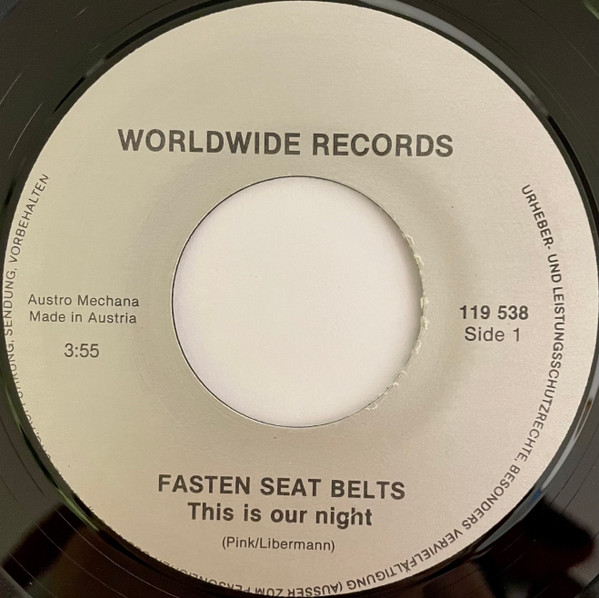 WORLDWIDE RECORDS
Austro Mechana
Made in Austria
3:55
119 538
Side 1
FASTEN SEAT BELTS
This is our night
(Pink/Libermann)
URHEBER- UND LEISTUNGSSCHUTZRECHTE, BESONDERS VERVIELFÄLTIGUNG (AUSSER ZUM
SENDUNG, VORBEHALTEN